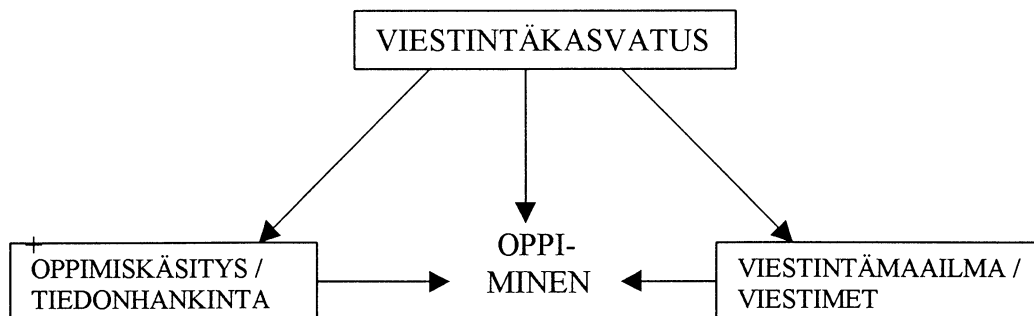 VIESTINTÄKASVATUS
OPPIMISKÄSITYS /
TIEDONHANKINTA
OPPI-
MINEN
VIESTINTÄMAAILMA /
VIESTIMET